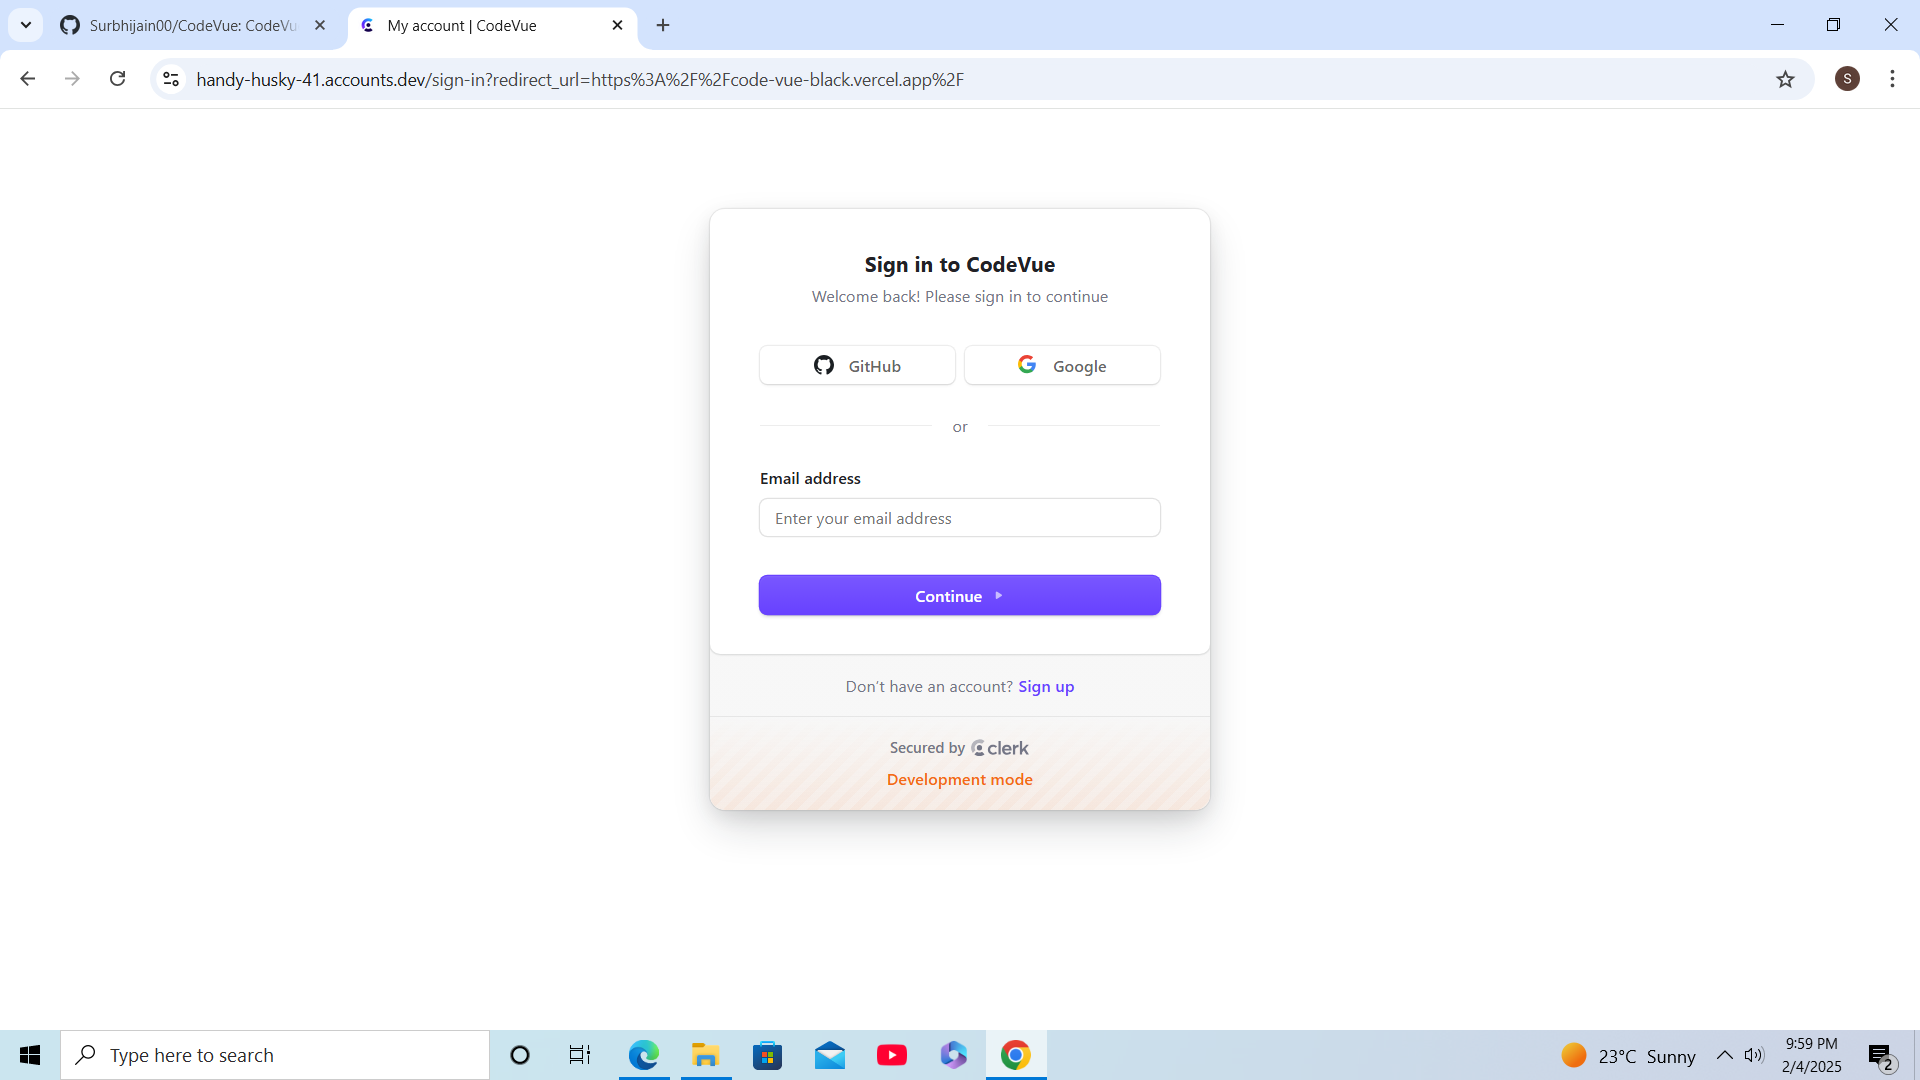 Surbhijain00/CodeVue: CodeVu
My account | CodeVue
handy-husky-41.accounts.dev/sign-in?redirect_url=https%3A%2F%2Fcode-vue-black.vercel.app%2F
S
Sign in to CodeVue
Welcome back! Please sign in to continue
GitHub
Google
or
Email address
Enter your email address
Continue
Don’t have an account? Sign up
Secured by clerk
Development mode
Type here to search
23°C Sunny
9:59 PM
2/4/2025
2